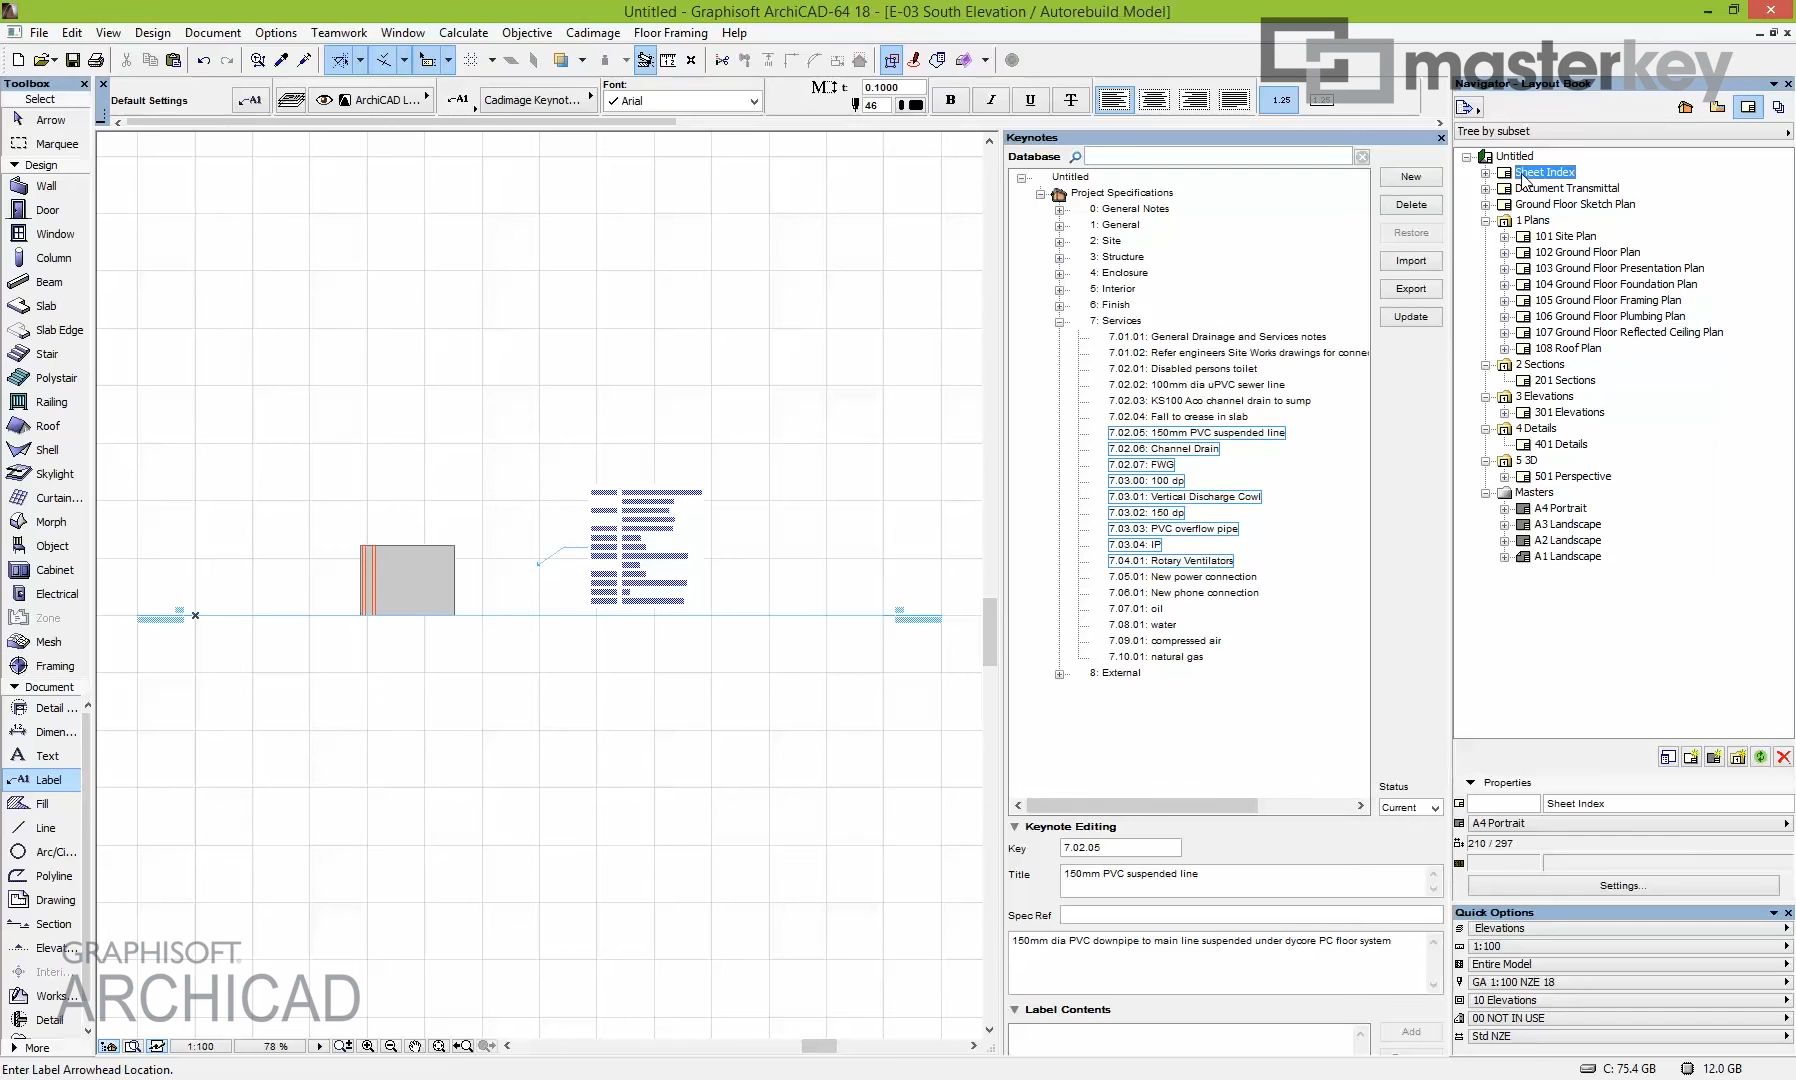 Untitled - Graphisoft ArchiCAD-64 18 - [E-03 South Elevation / Autorebuild Model]
File Edit View Design Document Options Teamwork Window Calculate Objective Cadimage Floor Framing Help
masterkey
Toolbox
Select
Arrow
Marquee
Design
Wall
Door
Window
Column
Beam
Slab
Slab Edge
Stair
Polystair
Railing
Roof
Shell
Skylight
Curtain...
Morph
Object
Cabinet
Electrical
Zone
Mesh
Framing
Document
Detail ...
Dimen...
Text
A1 Label
Fill
Line
Arc/Ci...
Polyline
Drawing
Section
Elevat...
Interi...
Works...
Detail
More
Default Settings
A1
ArchiCAD L...
A1
Cadimage Keynot...
Font:
Arial
M t: 0.1000
46
B I U T
1.25
1.25
GRAPHISOFT.
ARCHICAD
1:100
78 %
Enter Label Arrowhead Location.
Keynotes
Database
Untitled
Project Specifications
0: General Notes
1: General
2: Site
3: Structure
4: Enclosure
5: Interior
6: Finish
7: Services
7.01.01: General Drainage and Services notes
7.01.02: Refer engineers Site Works drawings for conne
7.02.01: Disabled persons toilet
7.02.02: 100mm dia uPVC sewer line
7.02.03: KS100 Aco channel drain to sump
7.02.04: Fall to crease in slab
7.02.05: 150mm PVC suspended line
7.02.06: Channel Drain
7.02.07: FWG
7.03.00: 100 dp
7.03.01: Vertical Discharge Cowl
7.03.02: 150 dp
7.03.03: PVC overflow pipe
7.03.04: IP
7.04.01: Rotary Ventilators
7.05.01: New power connection
7.06.01: New phone connection
7.07.01: oil
7.08.01: water
7.09.01: compressed air
7.10.01: natural gas
8: External
New
Delete
Restore
Import
Export
Update
Status
Current
Keynote Editing
Key 7.02.05
Title 150mm PVC suspended line
Spec Ref
150mm dia PVC downpipe to main line suspended under dycore PC floor system
Label Contents
Add
Navigator - Layout Book
Tree by subset
Untitled
Sheet Index
Document Transmittal
Ground Floor Sketch Plan
1 Plans
101 Site Plan
102 Ground Floor Plan
103 Ground Floor Presentation Plan
104 Ground Floor Foundation Plan
105 Ground Floor Framing Plan
106 Ground Floor Plumbing Plan
107 Ground Floor Reflected Ceiling Plan
108 Roof Plan
2 Sections
201 Sections
3 Elevations
301 Elevations
4 Details
401 Details
5 3D
501 Perspective
Masters
A4 Portrait
A3 Landscape
A2 Landscape
A1 Landscape
Properties
Sheet Index
A4 Portrait
210 / 297
Settings...
Quick Options
Elevations
1:100
Entire Model
GA 1:100 NZE 18
10 Elevations
00 NOT IN USE
Std NZE
C: 75.4 GB
12.0 GB